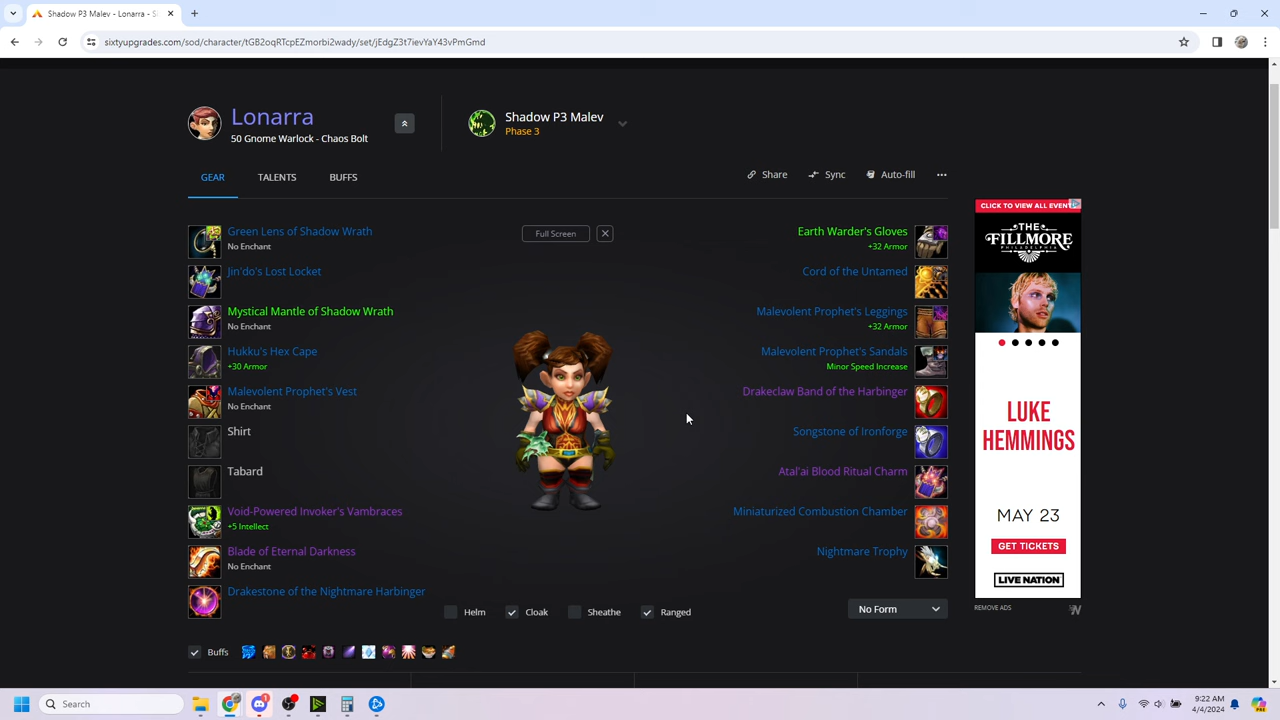 Shadow P3 Malev - Lonarra - S
sixtyupgrades.com/sod/character/tGB2oqRTcpEZmorbi2wady/set/jEdgZ3t7ievYaY43vPmGmd
Lonarra
50 Gnome Warlock - Chaos Bolt
Shadow P3 Malev
Phase 3
GEAR
TALENTS
BUFFS
Share
Sync
Auto-fill
Green Lens of Shadow Wrath
No Enchant
Jin'do's Lost Locket
Mystical Mantle of Shadow Wrath
No Enchant
Hukku's Hex Cape
+30 Armor
Malevolent Prophet's Vest
No Enchant
Shirt
Tabard
Void-Powered Invoker's Vambraces
+5 Intellect
Blade of Eternal Darkness
No Enchant
Drakestone of the Nightmare Harbinger
Full Screen
Earth Warder's Gloves
+32 Armor
Cord of the Untamed
Malevolent Prophet's Leggings
+32 Armor
Malevolent Prophet's Sandals
Minor Speed Increase
Drakeclaw Band of the Harbinger
Songstone of Ironforge
Atal'ai Blood Ritual Charm
Miniaturized Combustion Chamber
Nightmare Trophy
Helm
Cloak
Sheathe
Ranged
No Form
Buffs
CLICK TO VIEW ALL EVENT
THE
FILLMORE
PHILADELPHIA
LUKE
HEMMINGS
MAY 23
GET TICKETS
LIVE NATION
REMOVE ADS
Search
1
9:22 AM
4/4/2024
PRE